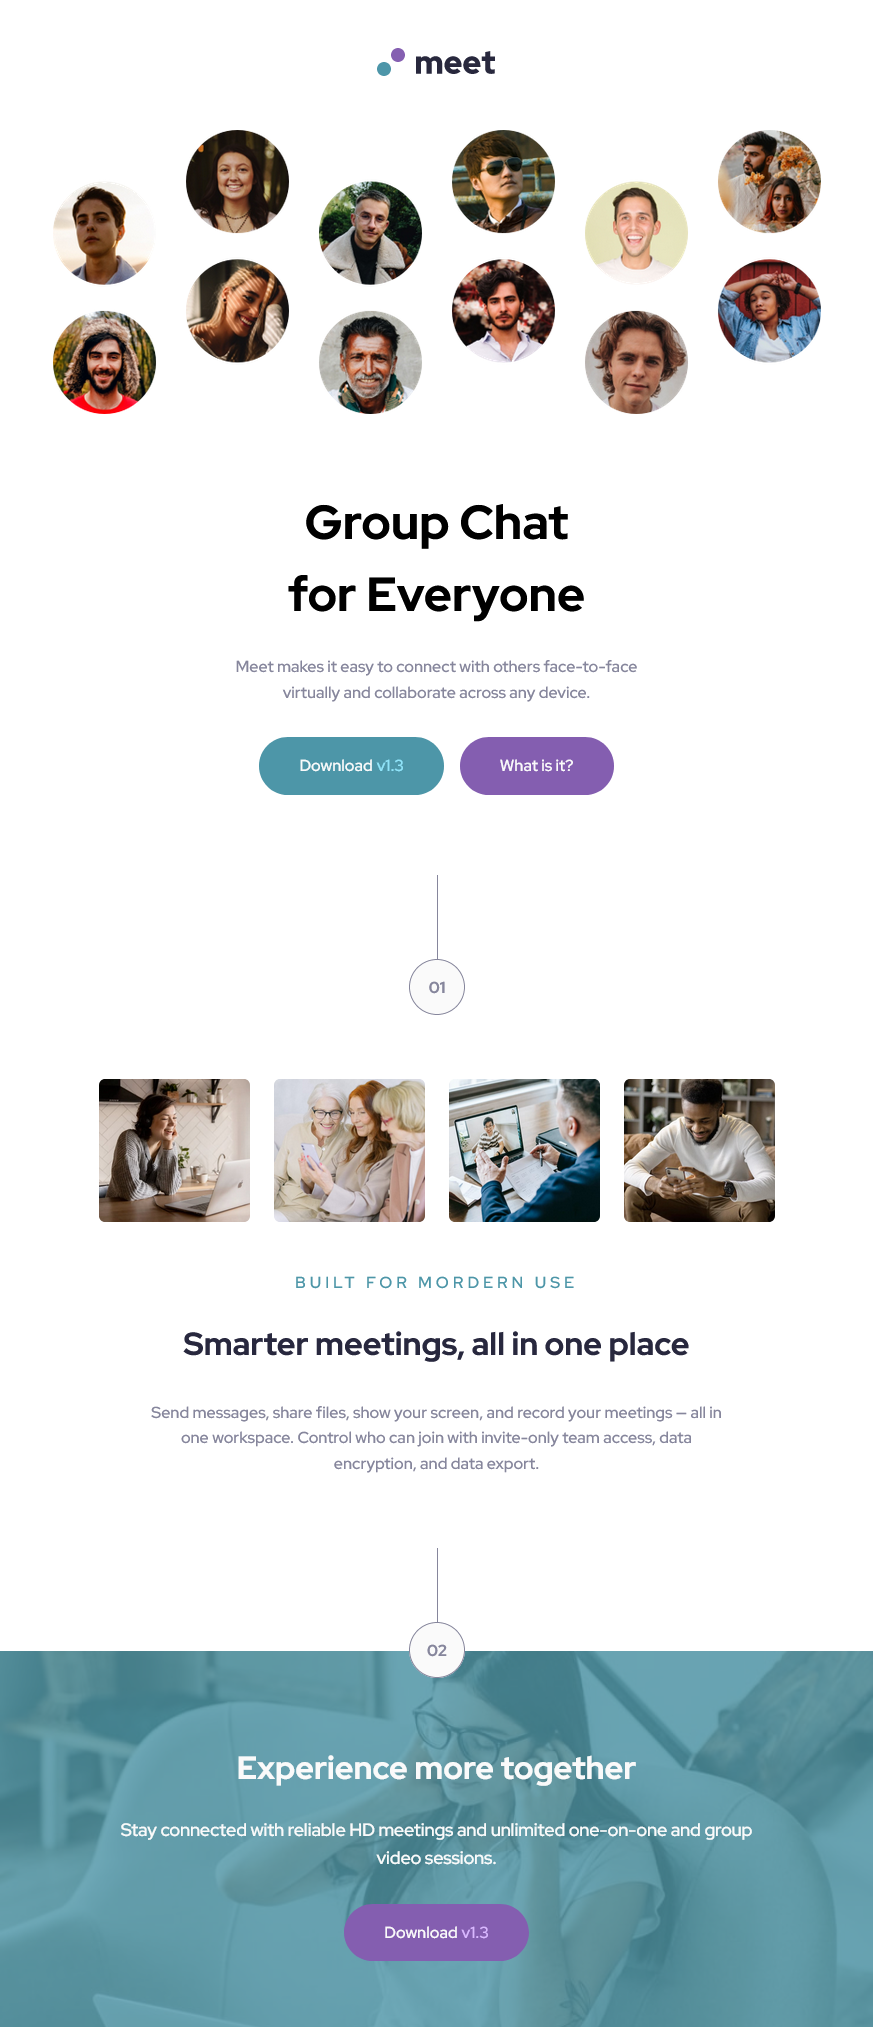 meet
Group Chat
for Everyone
Meet makes it easy to connect with others face-to-face
virtually and collaborate across any device.
Download v1.3
What is it?
01
BUILT FOR MORDERN USE
Smarter meetings, all in one place
Send messages, share files, show your screen, and record your meetings — all in
one workspace. Control who can join with invite-only team access, data
encryption, and data export.
02
Experience more together
Stay connected with reliable HD meetings and unlimited one-on-one and group
video sessions.
Download v1.3